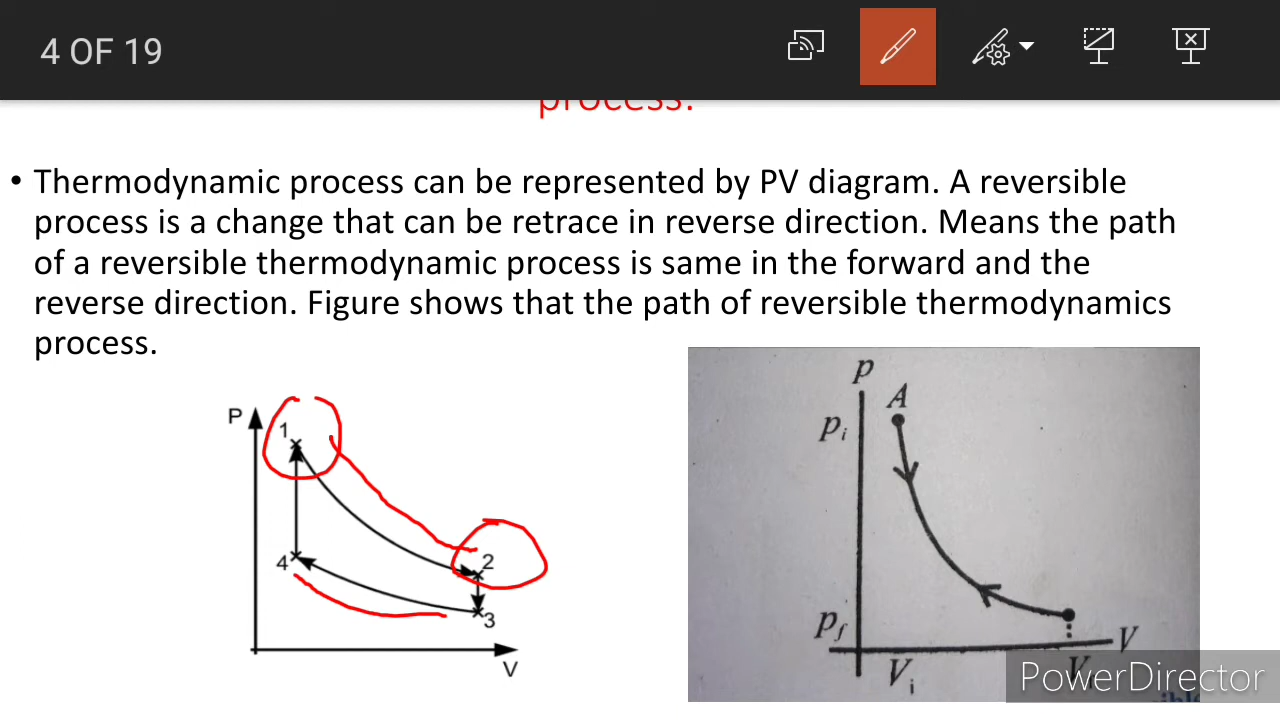 4 OF 19
process.
• Thermodynamic process can be represented by PV diagram. A reversible
process is a change that can be retrace in reverse direction. Means the path
of a reversible thermodynamic process is same in the forward and the
reverse direction. Figure shows that the path of reversible thermodynamics
process.
P
1
2
4
3
V
p
A
pᵢ
p_f
V
Vᵢ
PowerDirector